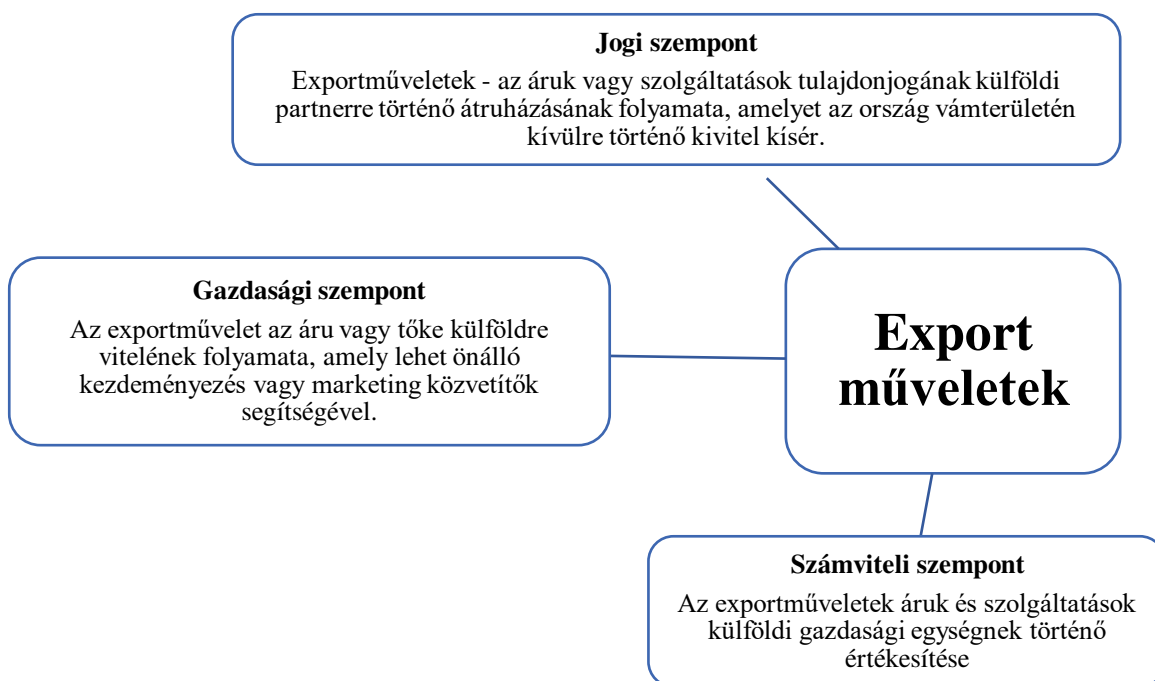 Jogi szempont
Exportműveletek - az áruk vagy szolgáltatások tulajdonjogának külföldi
partnerre történő átruházásának folyamata, amelyet az ország vámterületén
kívülre történő kivitel kísér.
Gazdasági szempont
Az exportművelet az áru vagy tőke külföldre
vitelének folyamata, amely lehet önálló
kezdeményezés vagy marketing közvetítők
segítségével.
Export
műveletek
Számviteli szempont
Az exportműveletek áruk és szolgáltatások
külföldi gazdasági egységnek történő
értékesítése